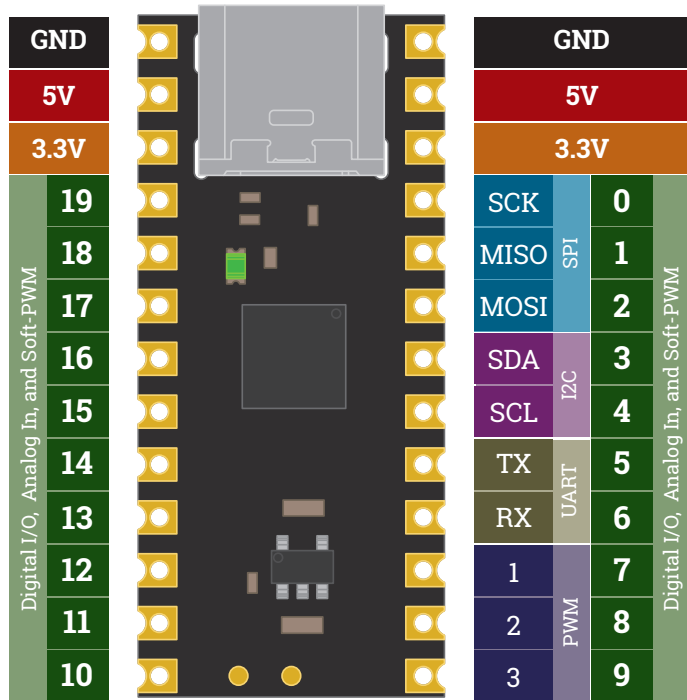 GND
GND
5V
5V
3.3V
3.3V
19
SCK
0
18
MISO
1
17
MOSI
2
SPI
16
SDA
3
15
SCL
4
I2C
14
TX
5
13
RX
6
UART
12
1
7
11
2
8
10
3
9
PWM
Digital I/O, Analog In, and Soft-PWM
Digital I/O, Analog In, and Soft-PWM